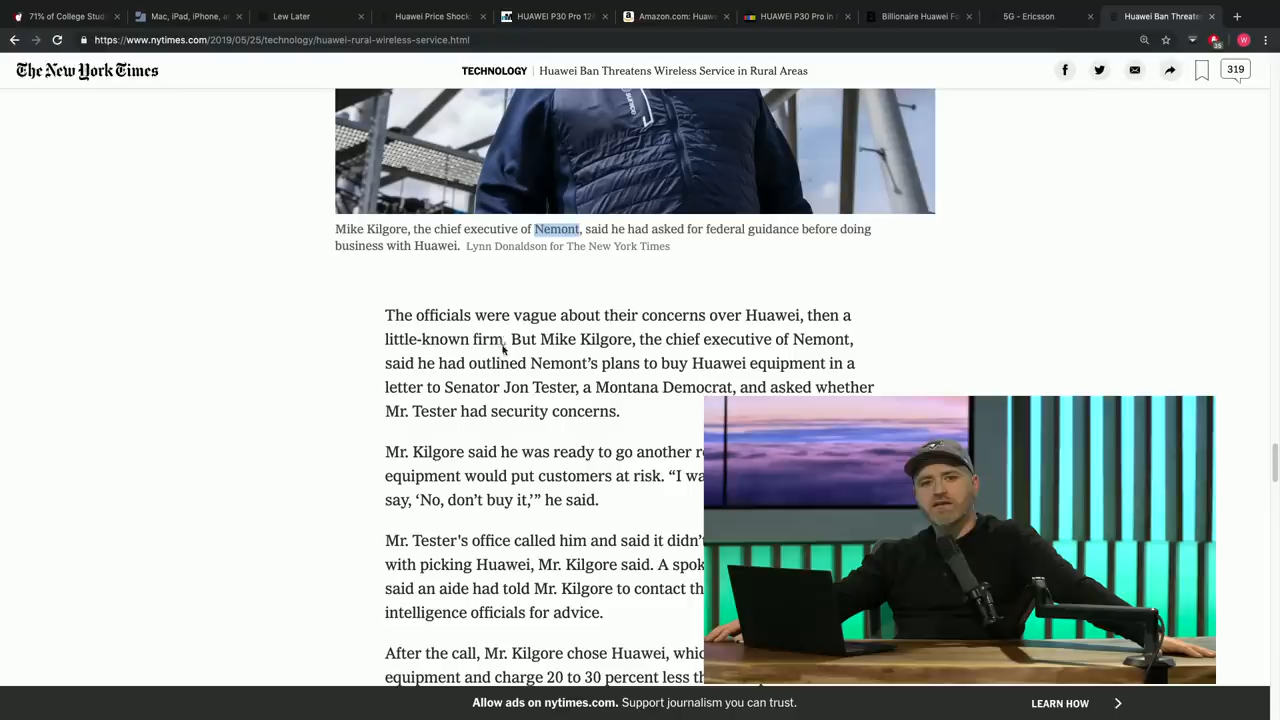 71% of College Stud
Mac, iPad, iPhone, a
Lew Later
Huawei Price Shock:
HUAWEI P30 Pro 128
Amazon.com: Huawe
HUAWEI P30 Pro in
Billionaire Huawei Fo
5G - Ericsson
Huawei Ban Threate
https://www.nytimes.com/2019/05/25/technology/huawei-rural-wireless-service.html
The New York Times
TECHNOLOGY
Huawei Ban Threatens Wireless Service in Rural Areas
319
Mike Kilgore, the chief executive of Nemont, said he had asked for federal guidance before doing
business with Huawei. Lynn Donaldson for The New York Times
The officials were vague about their concerns over Huawei, then a
little-known firm. But Mike Kilgore, the chief executive of Nemont,
said he had outlined Nemont's plans to buy Huawei equipment in a
letter to Senator Jon Tester, a Montana Democrat, and asked whether
Mr. Tester had security concerns.
Mr. Kilgore said he was ready to go another
equipment would put customers at risk. “I wa
say, ‘No, don't buy it,’” he said.
Mr. Tester's office called him and said it didn'
with picking Huawei, Mr. Kilgore said. A spok
said an aide had told Mr. Kilgore to contact th
intelligence officials for advice.
After the call, Mr. Kilgore chose Huawei, whic
equipment and charge 20 to 30 percent less th
Allow ads on nytimes.com. Support journalism you can trust.
LEARN HOW